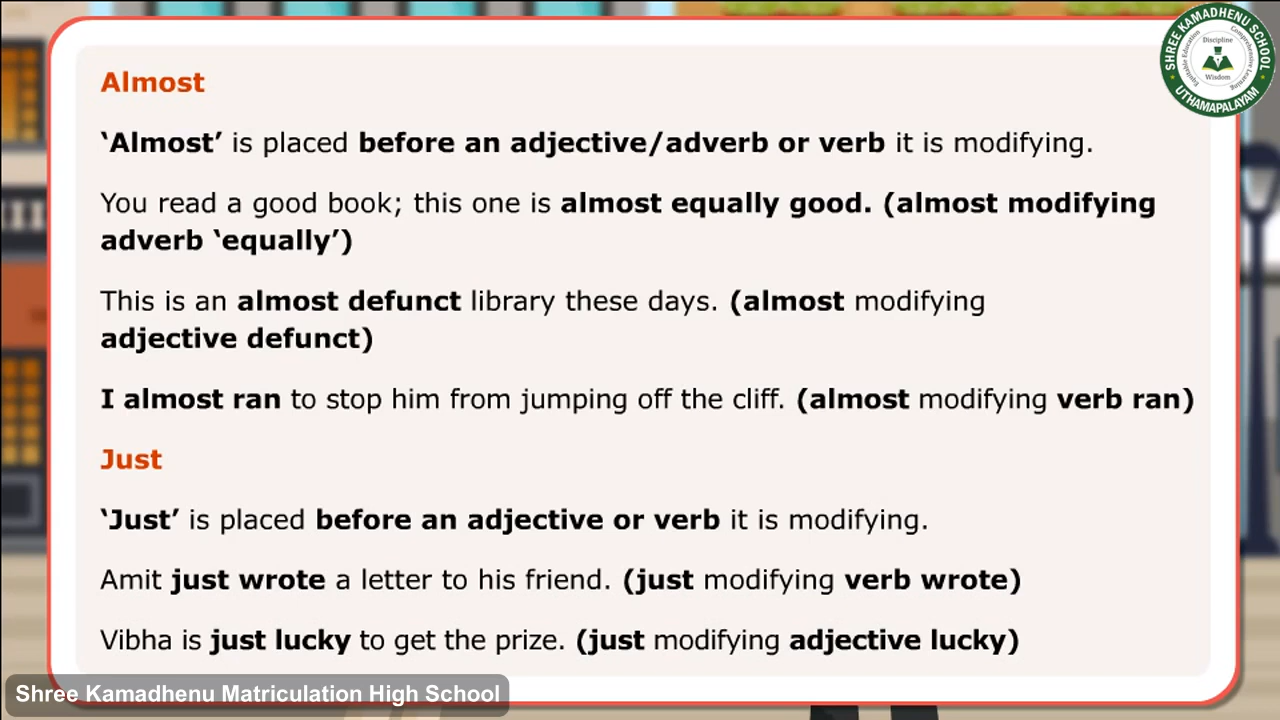 SHREE KAMADHENU SCHOOL
Discipline
Comprehensive Learning
Equitable Education
Wisdom
UTHAMAPALAYAM
Almost
‘Almost’ is placed before an adjective/adverb or verb it is modifying.
You read a good book; this one is almost equally good. (almost modifying
adverb ‘equally’)
This is an almost defunct library these days. (almost modifying
adjective defunct)
I almost ran to stop him from jumping off the cliff. (almost modifying verb ran)
Just
‘Just’ is placed before an adjective or verb it is modifying.
Amit just wrote a letter to his friend. (just modifying verb wrote)
Vibha is just lucky to get the prize. (just modifying adjective lucky)
Shree Kamadhenu Matriculation High School